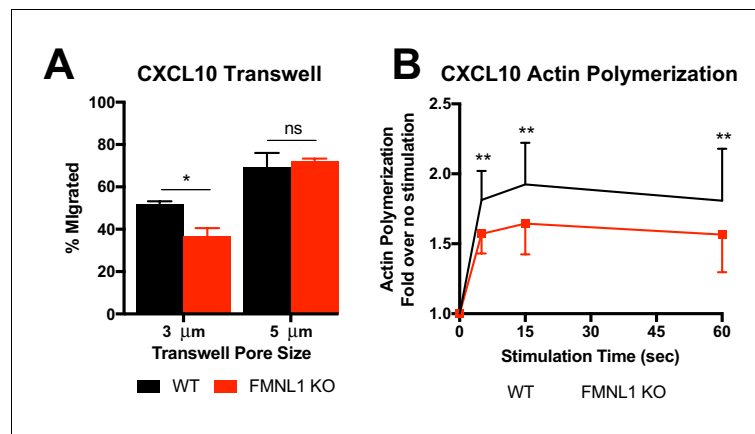 A
CXCL10 Transwell
% MIgrated
100
80
60
40
20
0
*
ns
3 μm
5 μm
Transwell Pore Size
WT
FMNL1 KO
B
CXCL10 Actin Polymerization
Actin Polymerization
Fold over no stimulation
2.5
2.0
1.5
1.0
**
**
**
0
15
30
45
60
Stimulation Time (sec)
WT
FMNL1 KO